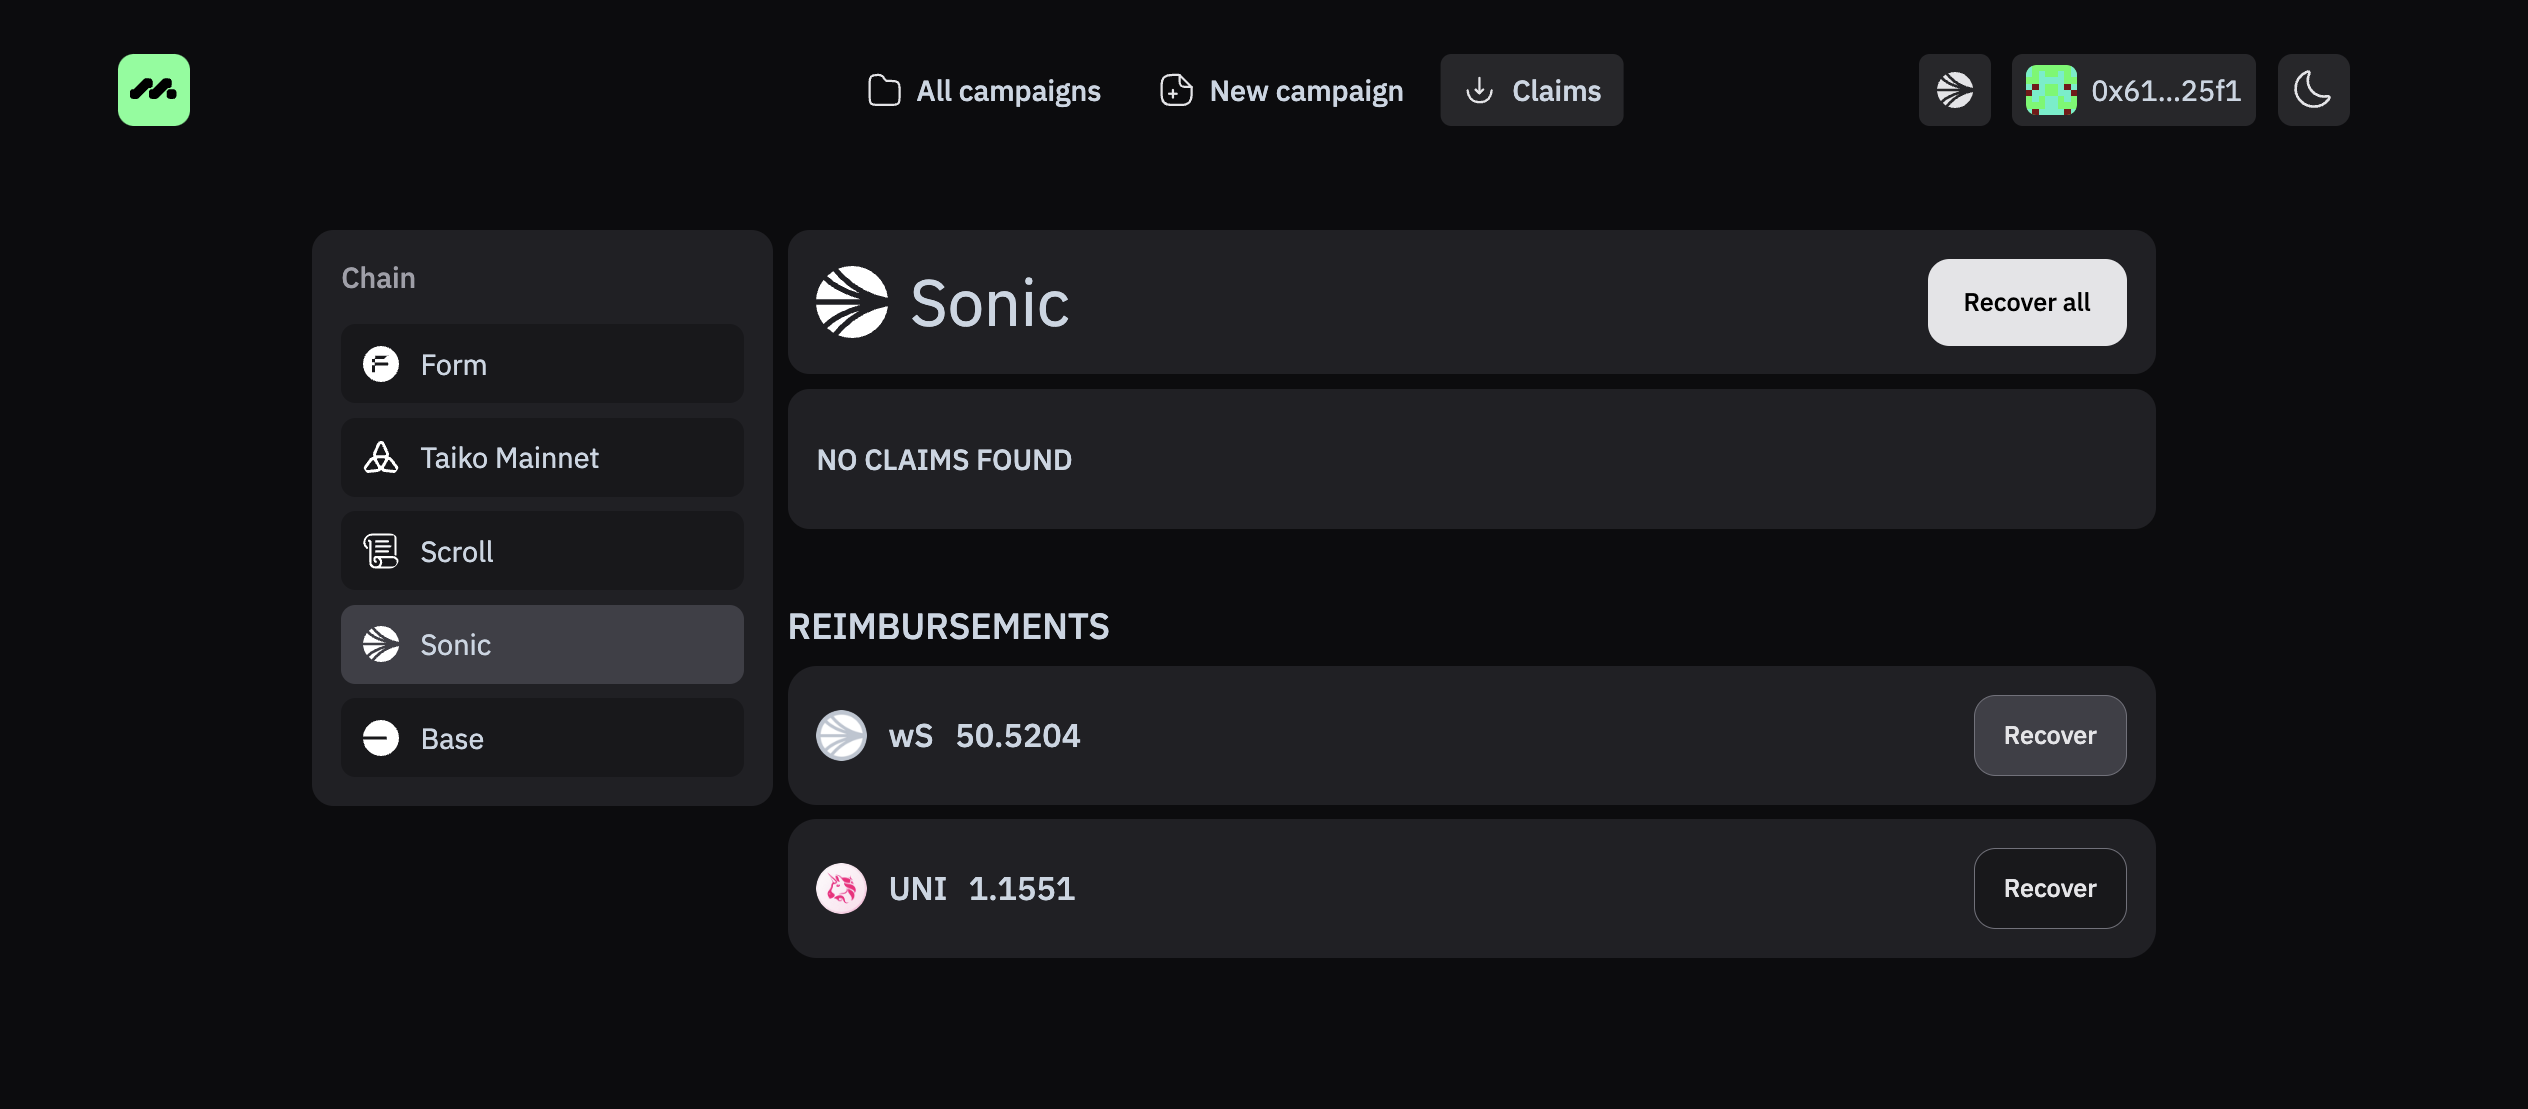 All campaigns
New campaign
Claims
0x61...25f1
Chain
Form
Taiko Mainnet
Scroll
Sonic
Base
Sonic
Recover all
NO CLAIMS FOUND
REIMBURSEMENTS
wS 50.5204
Recover
UNI 1.1551
Recover